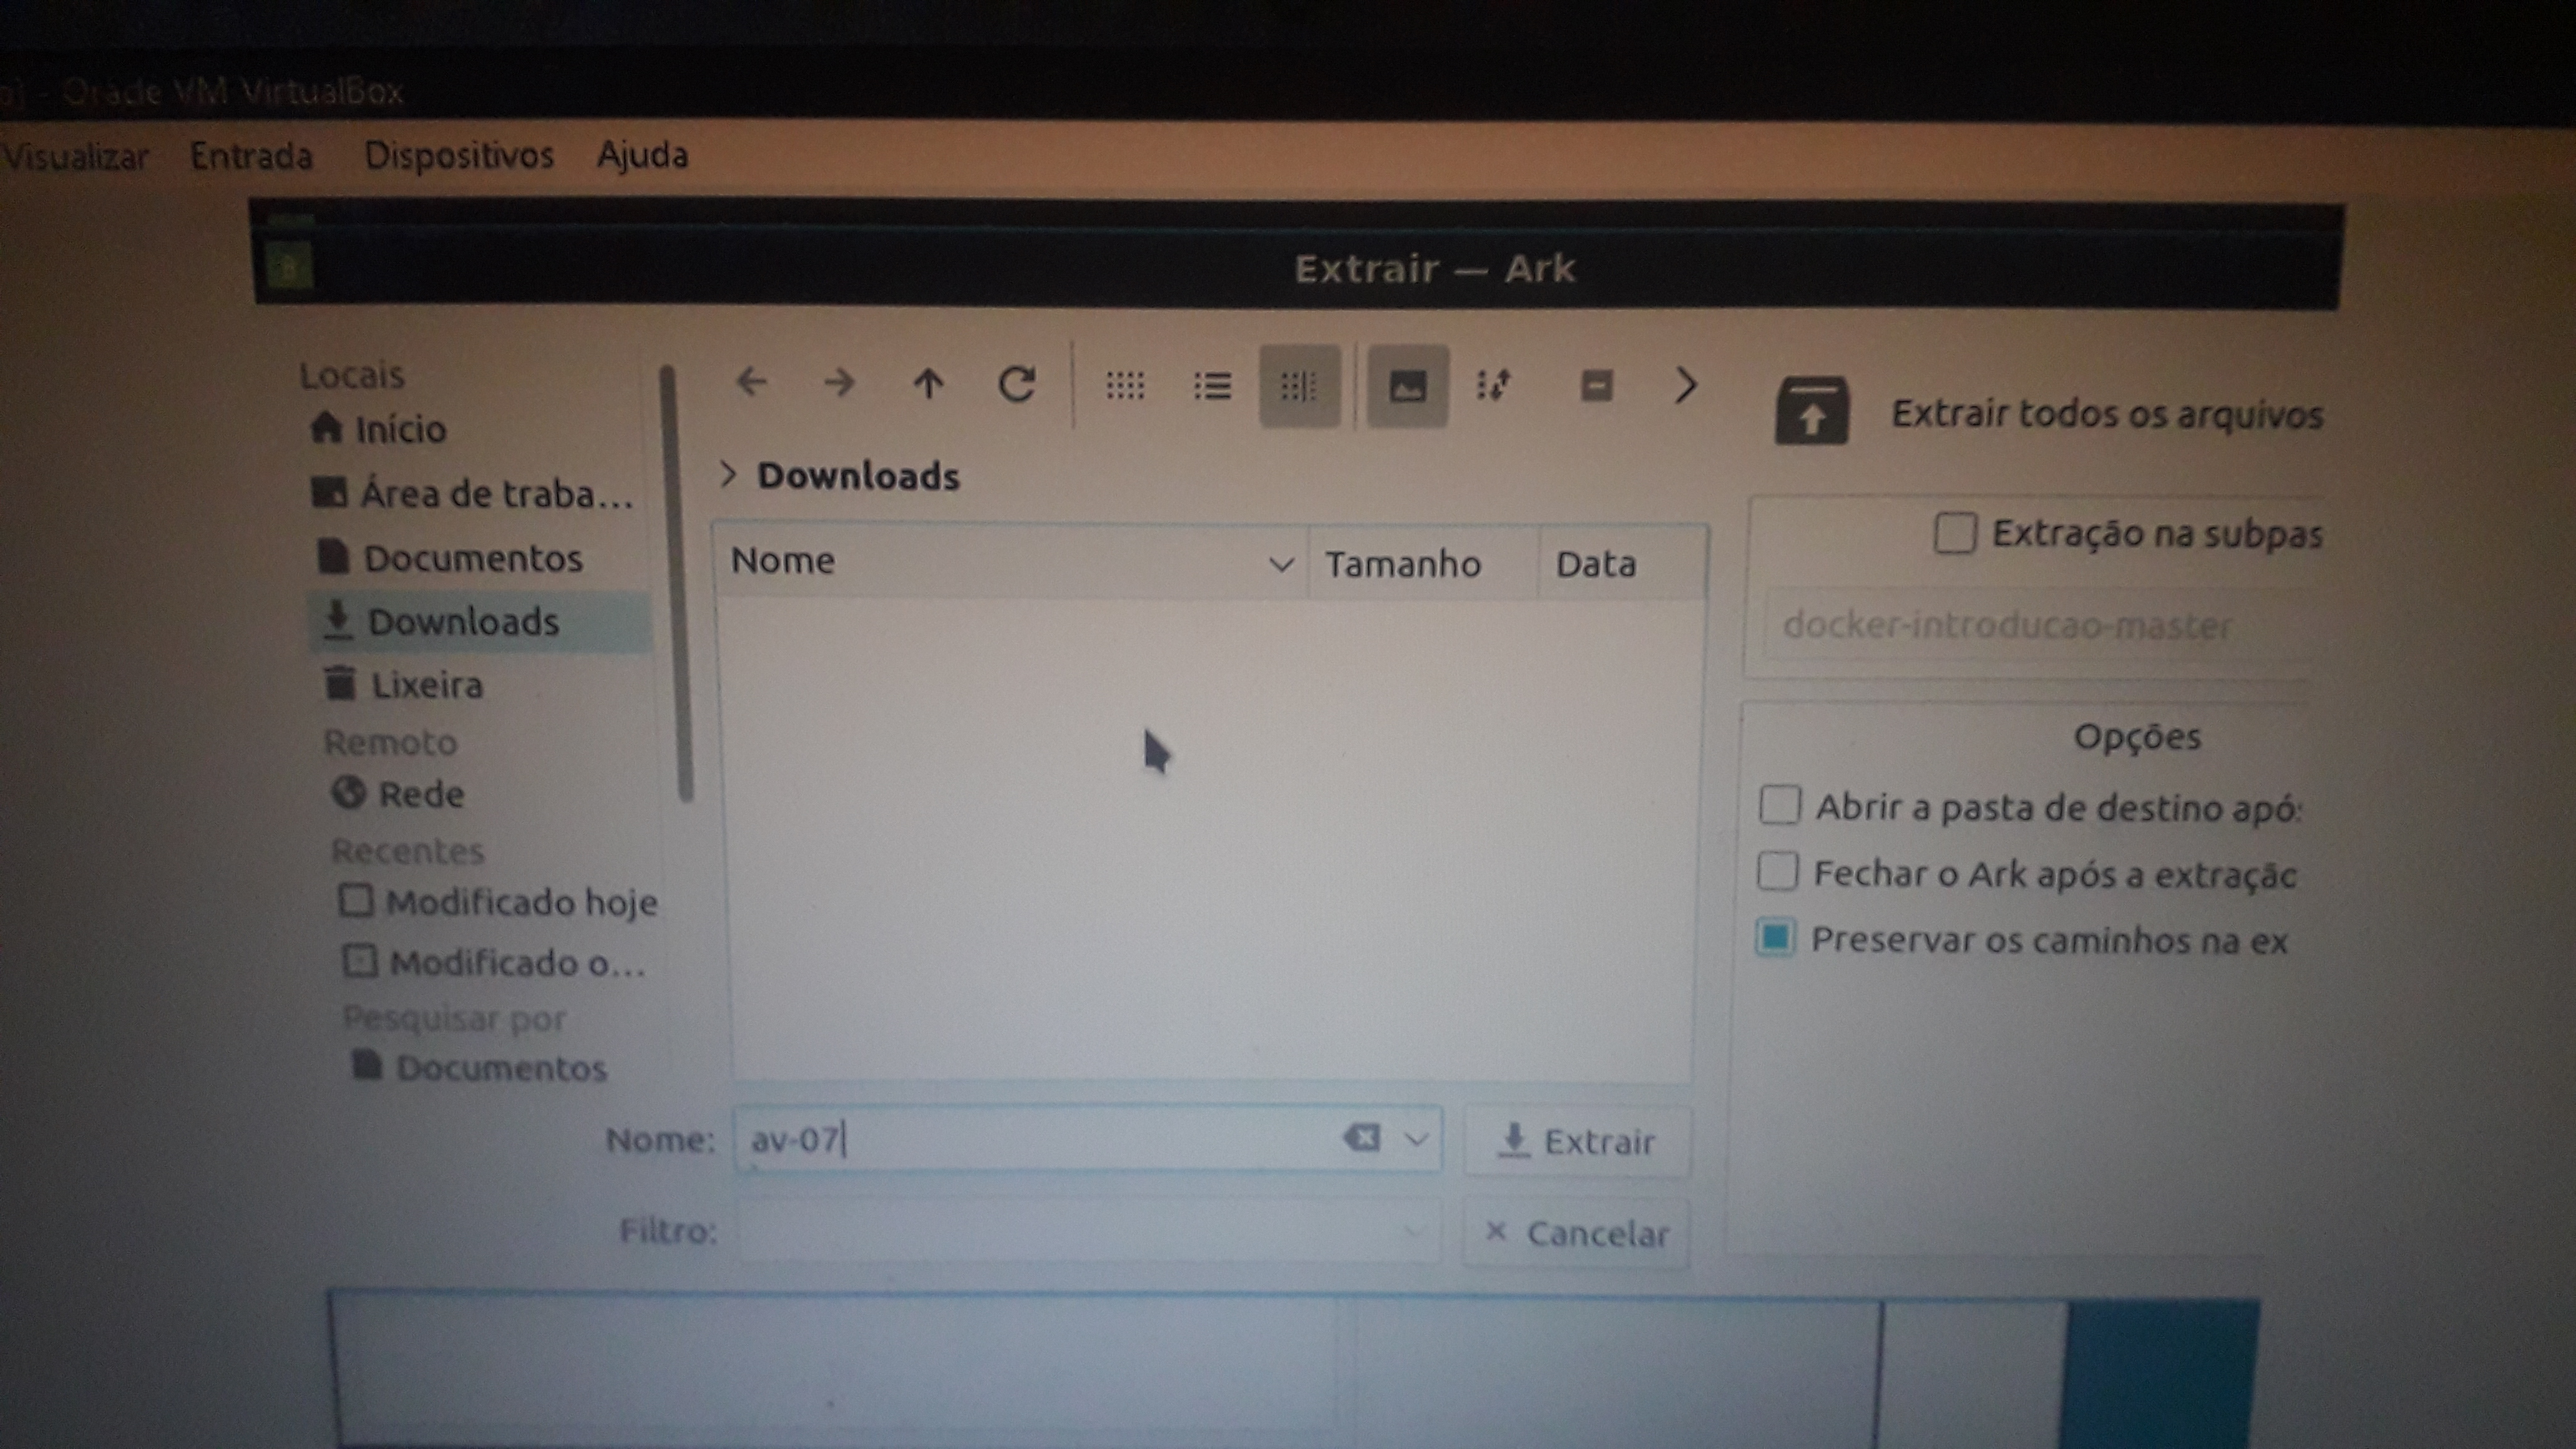 - Oracle VM VirtualBox
Visualizar Entrada Dispositivos Ajuda
Extrair — Ark
Locais
Início
Área de traba...
Documentos
Downloads
Lixeira
Remoto
Rede
Recentes
Modificado hoje
Modificado o...
Pesquisar por
Documentos
> Downloads
Nome Tamanho Data
Nome: av-07
Extrair
Filtro:
Cancelar
Extrair todos os arquivos
Extração na subpas
docker-introducao-master
Opções
Abrir a pasta de destino apó
Fechar o Ark após a extraçã
Preservar os caminhos na ex